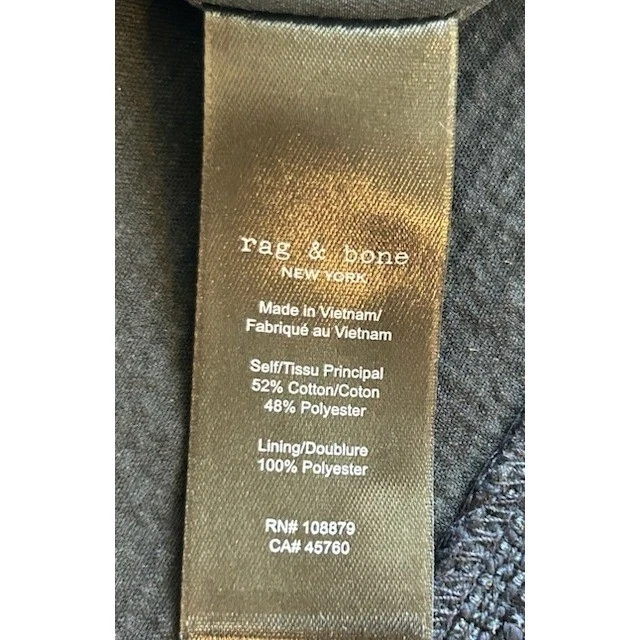 rag & bone
NEW YORK
Made in Vietnam/
Fabriqué au Vietnam
Self/Tissu Principal
52% Cotton/Coton
48% Polyester
Lining/Doublure
100% Polyester
RN# 108879
CA# 45760